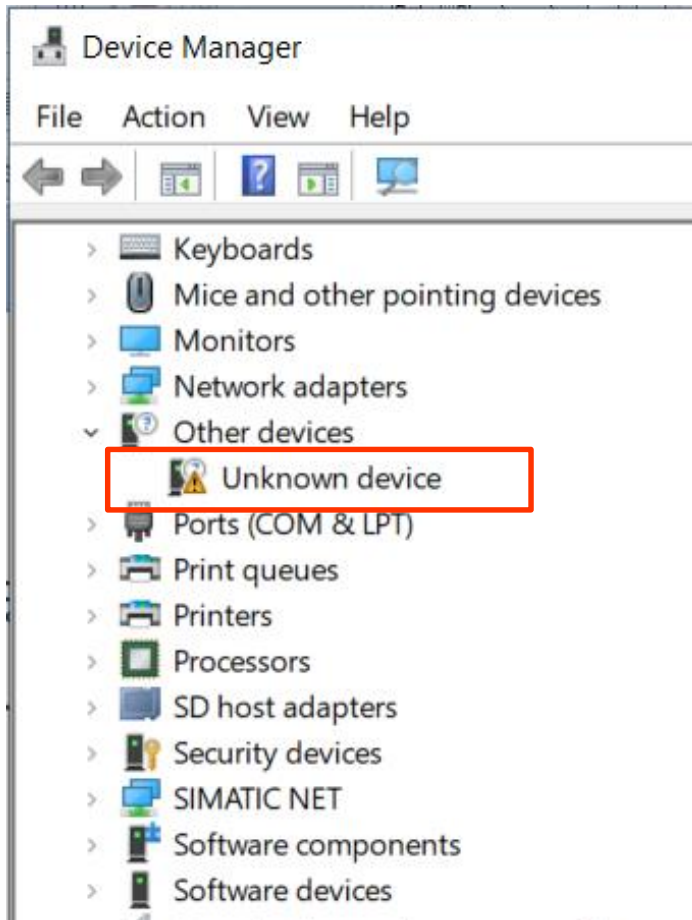 Device Manager
File Action View Help
Keyboards
Mice and other pointing devices
Monitors
Network adapters
Other devices
Unknown device
Ports (COM & LPT)
Print queues
Printers
Processors
SD host adapters
Security devices
SIMATIC NET
Software components
Software devices